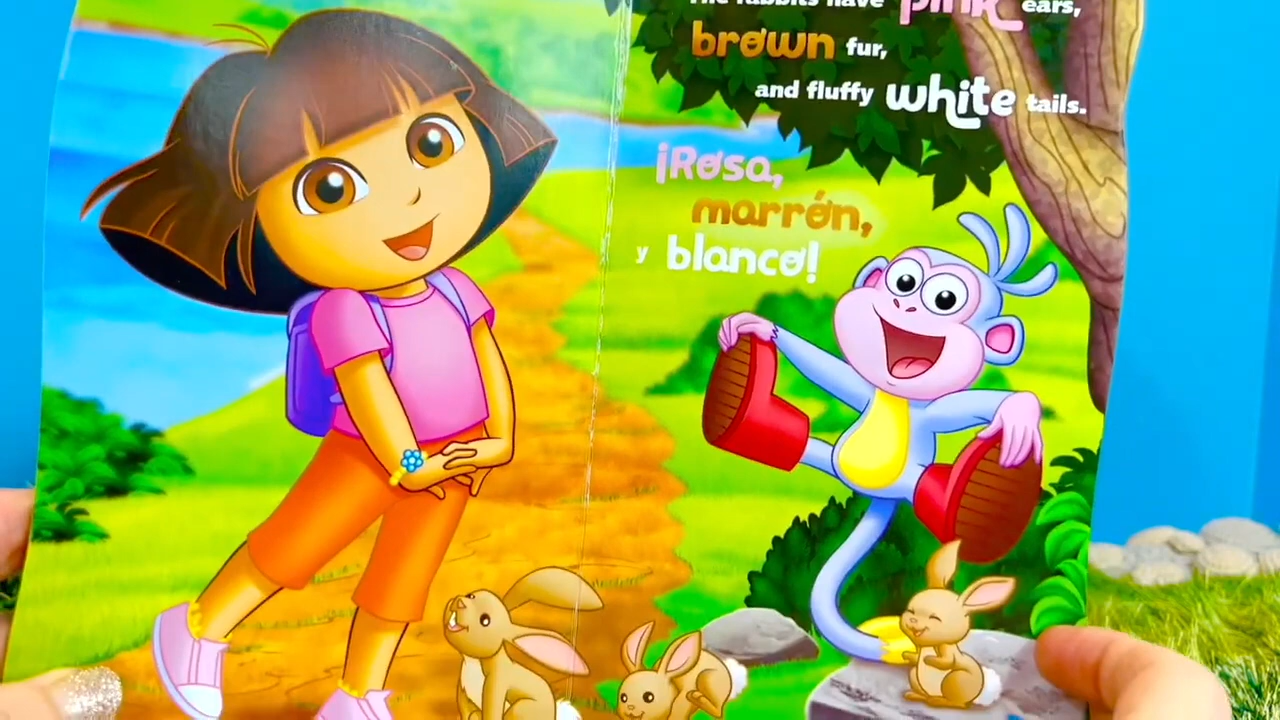 The rabbits have pink ears,
brown fur,
and fluffy white tails.
¡Rosa,
marrón,
y blanco!